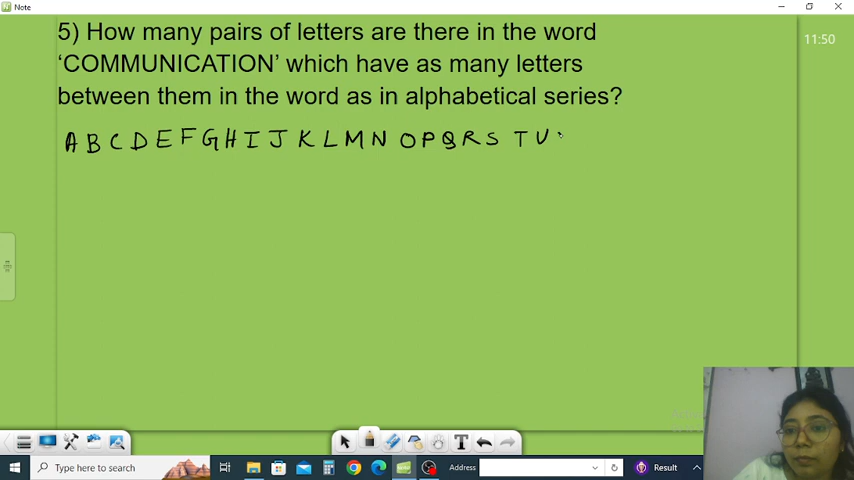 Note
5) How many pairs of letters are there in the word
‘COMMUNICATION’ which have as many letters
between them in the word as in alphabetical series?
11:50
A B C D E F G H I J K L M N O P Q R S T U
Type here to search
Address
Result